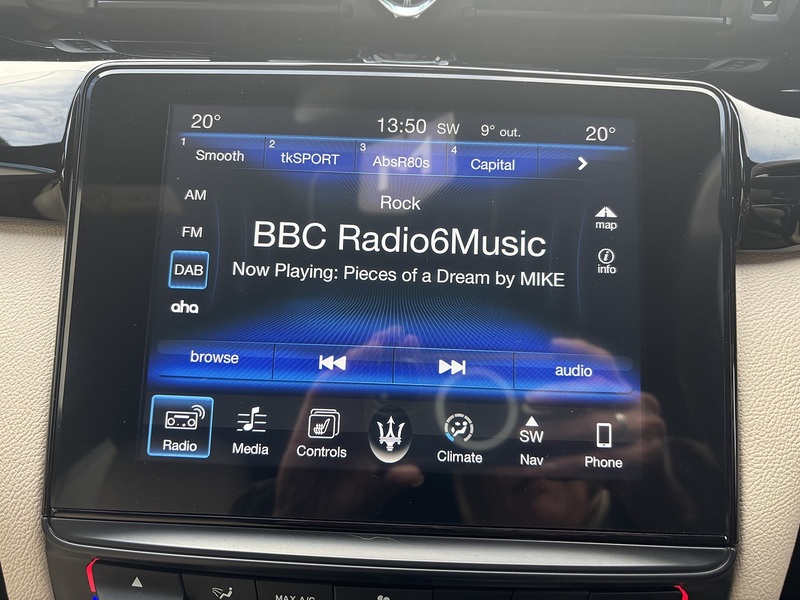 20° 13:50 SW 9° out. 20°
1 Smooth 2 tkSPORT 3 AbsR80s 4 Capital
AM
Rock
map
FM
BBC Radio6Music
DAB
Now Playing: Pieces of a Dream by MIKE
info
aha
browse
audio
Radio
Media
Controls
Climate
SW
Nav
Phone
MAX A/C